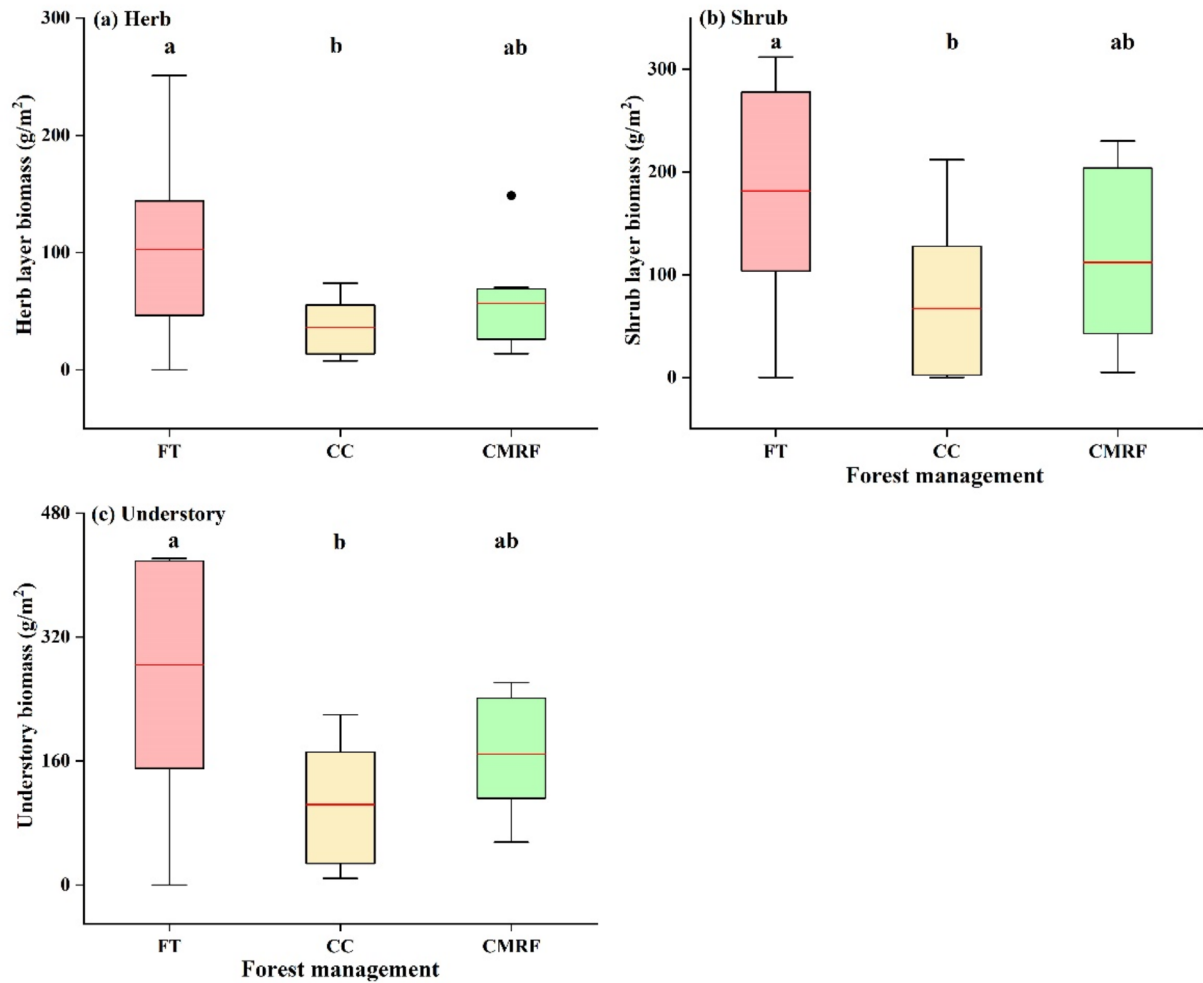 (a) Herb
a b ab
Herb layer biomass (g/m²)
300
200
100
0
FT CC CMRF
(b) Shrub
a b ab
Shrub layer biomass (g/m²)
300
200
100
0
FT CC CMRF
Forest management
(c) Understory
a b ab
Understory biomass (g/m²)
480
320
160
0
FT CC CMRF
Forest management